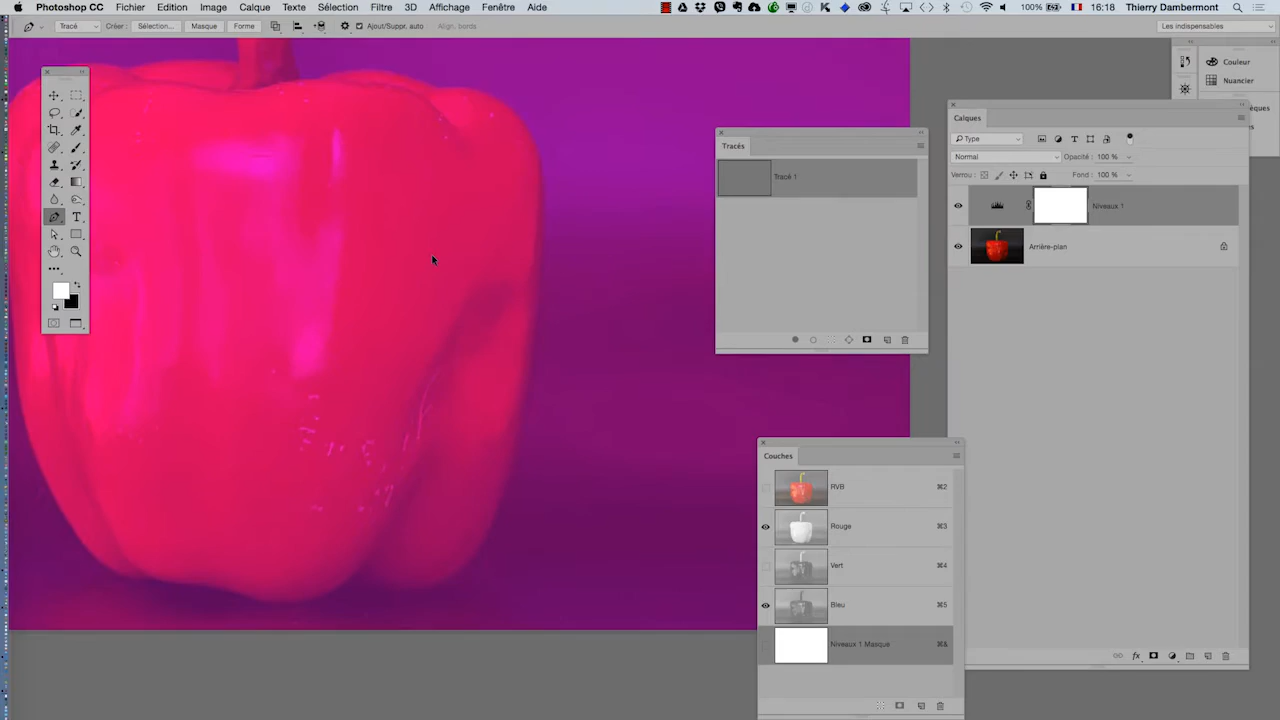 Photoshop CC Fichier Edition Image Calque Texte Sélection Filtre 3D Affichage Fenêtre Aide 100% 16:18 Thierry Dambermont
Tracé Créer : Sélection... Masque Forme Ajout/Suppr. auto Align. bords Les indispensables
Couleur
Nuancier
Calques
Type
Normal Opacité : 100 %
Verrou : Fond : 100 %
Niveaux 1
Arrière-plan
Tracés
Tracé 1
Couches
RVB ⌘2
Rouge ⌘3
Vert ⌘4
Bleu ⌘5
Niveaux 1 Masque ⌘&